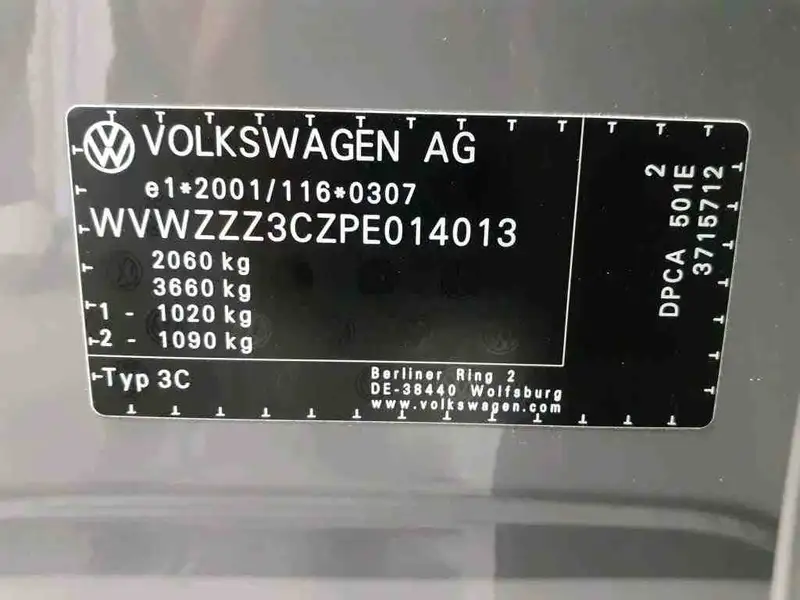 VOLKSWAGEN AG
e1*2001/116*0307
WVWZZZ3CZPE014013
2060 kg
3660 kg
1 - 1020 kg
2 - 1090 kg
Typ 3C
Berliner Ring 2
DE-38440 Wolfsburg
www.volkswagen.com
2
DPCA 501E
3715712